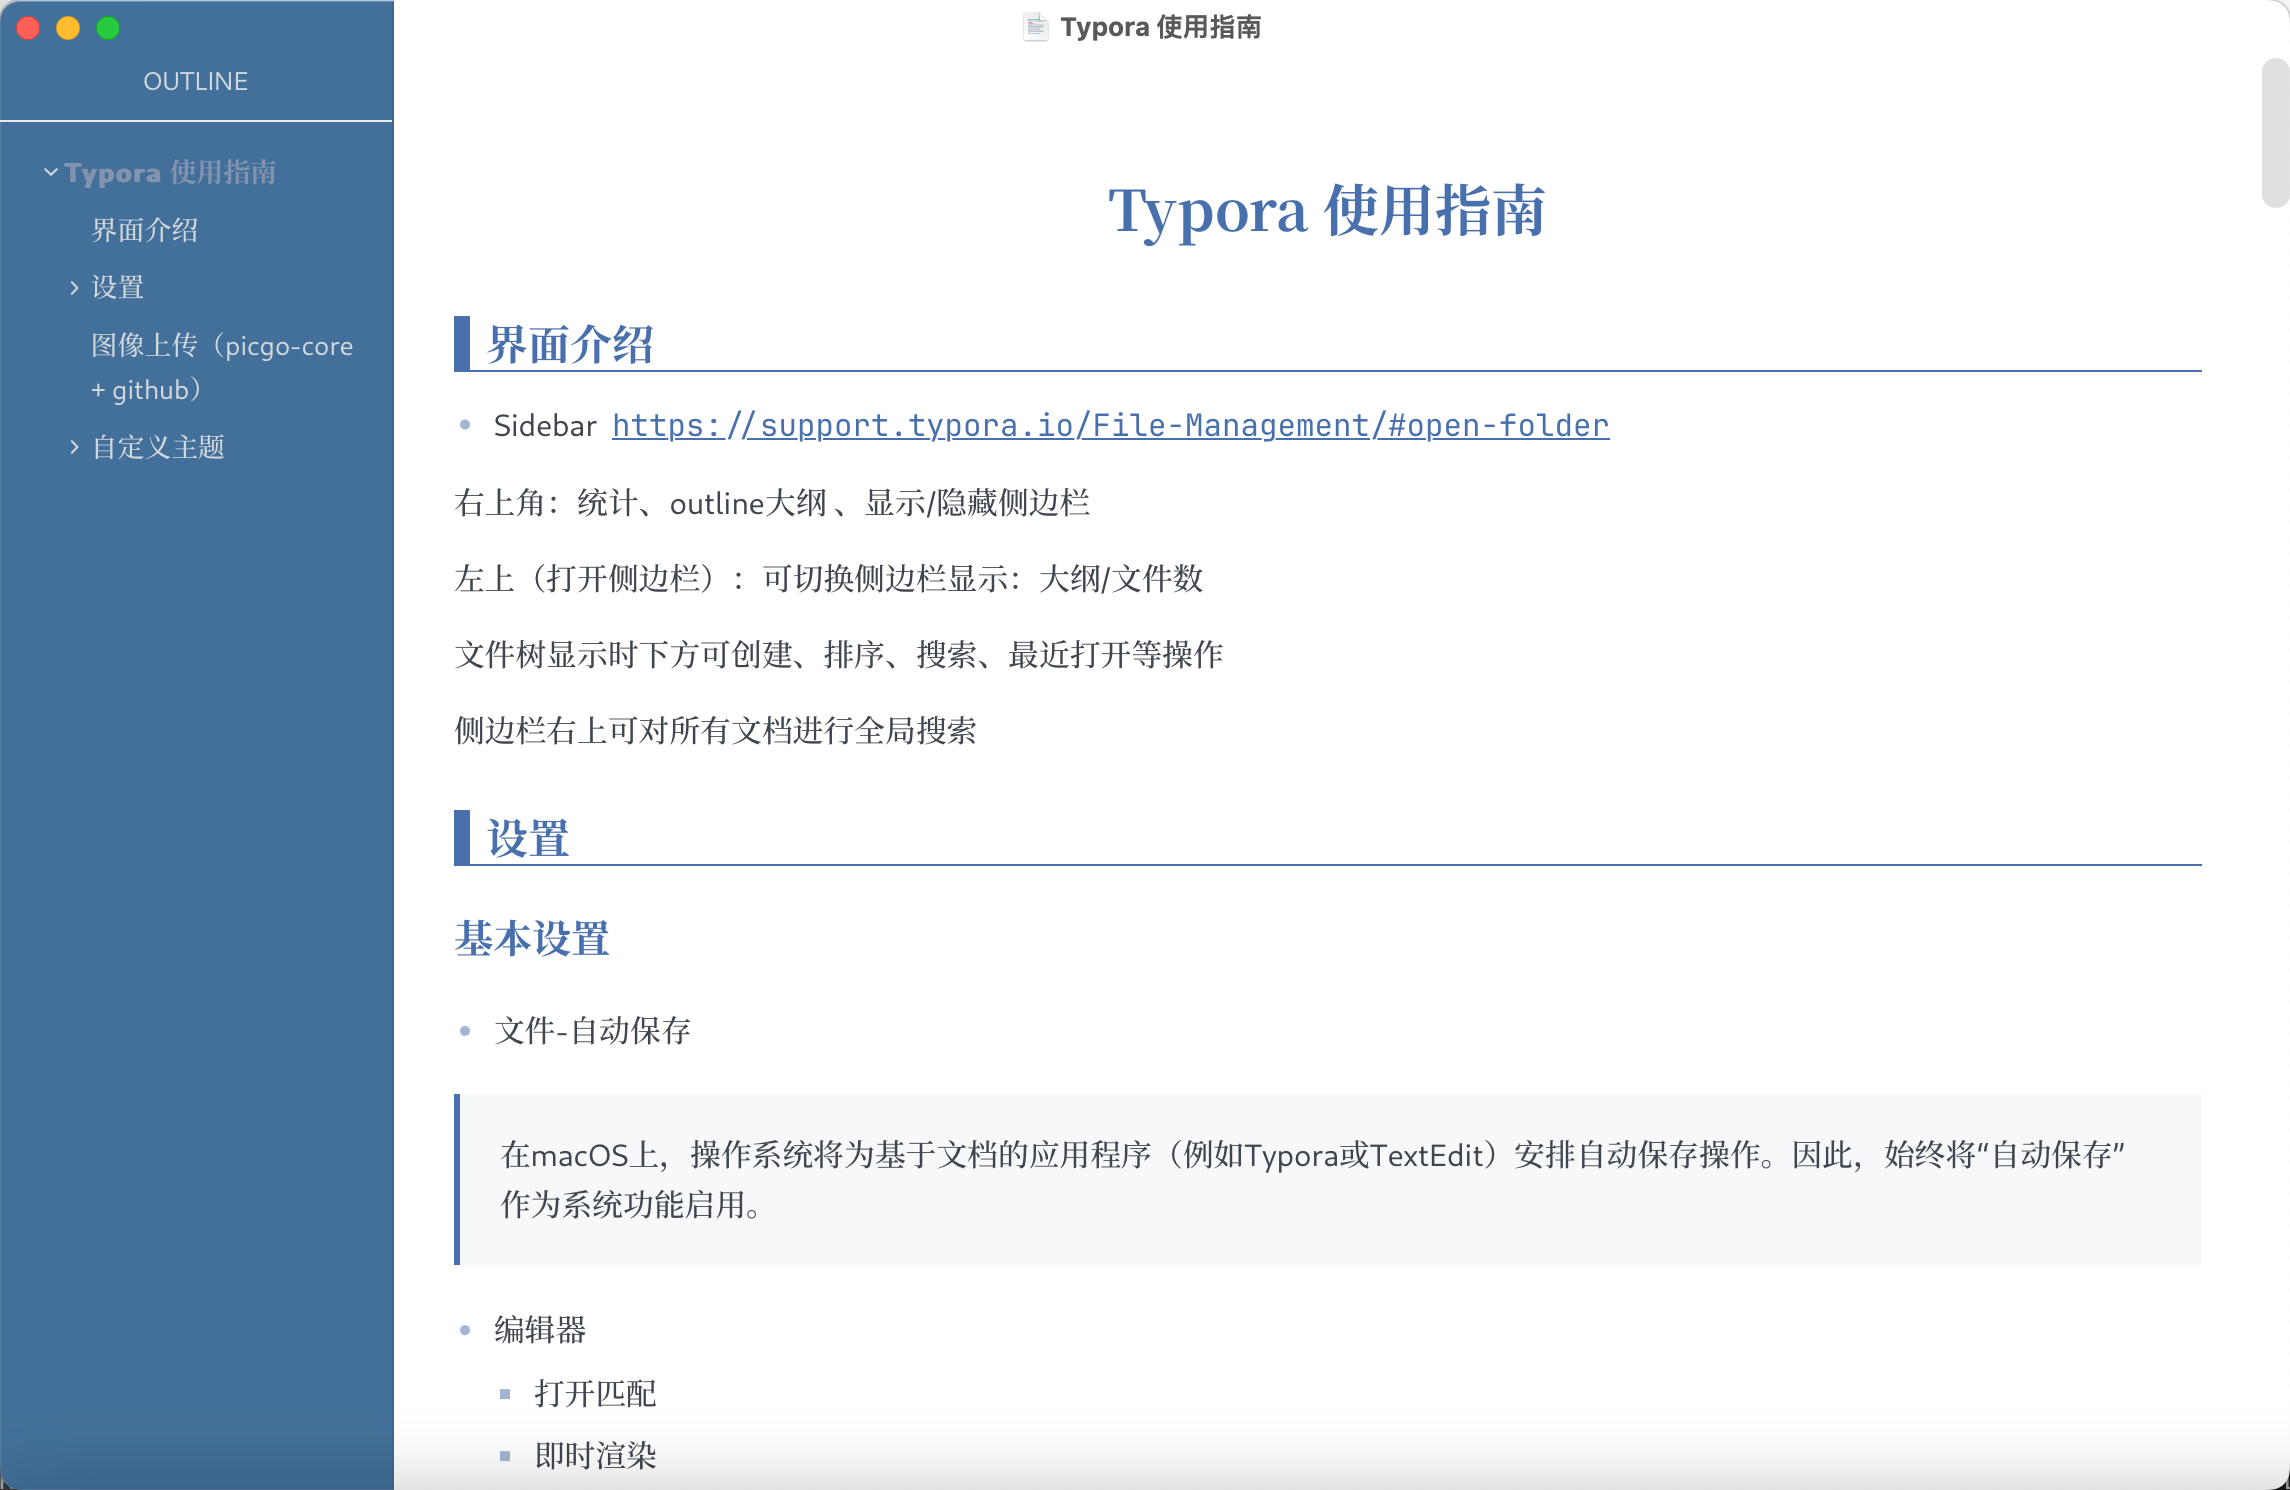 Typora 使用指南
OUTLINE
Typora 使用指南
界面介绍
设置
图像上传（picgo-core
+ github）
自定义主题
Typora 使用指南
界面介绍
Sidebar https://support.typora.io/File-Management/#open-folder
右上角：统计、outline大纲 、显示/隐藏侧边栏
左上（打开侧边栏）：可切换侧边栏显示：大纲/文件数
文件树显示时下方可创建、排序、搜索、最近打开等操作
侧边栏右上可对所有文档进行全局搜索
设置
基本设置
文件-自动保存
在macOS上，操作系统将为基于文档的应用程序（例如Typora或TextEdit）安排自动保存操作。因此，始终将“自动保存”
作为系统功能启用。
编辑器
打开匹配
即时渲染